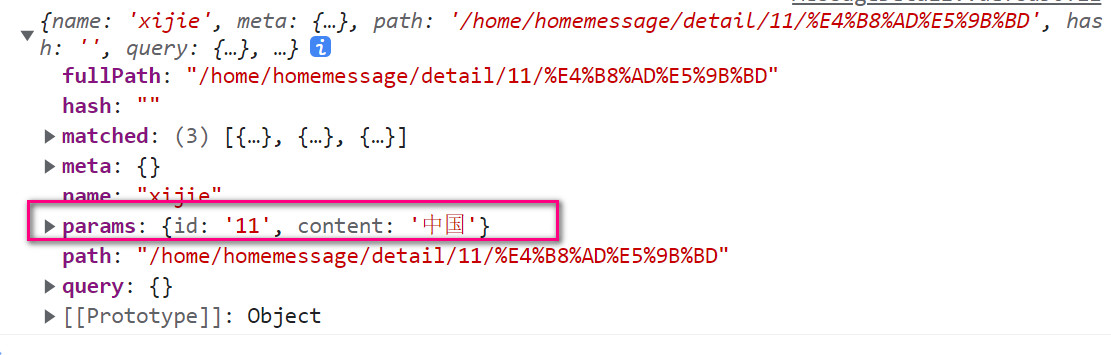 {name: 'xijie', meta: {…}, path: '/home/homemessage/detail/11/%E4%B8%AD%E5%9B%BD', has
h: '', query: {…}, …} i
fullPath: "/home/homemessage/detail/11/%E4%B8%AD%E5%9B%BD"
hash: ""
matched: (3) [{…}, {…}, {…}]
meta: {}
name: "xijie"
params: {id: '11', content: '中国'}
path: "/home/homemessage/detail/11/%E4%B8%AD%E5%9B%BD"
query: {}
[[Prototype]]: Object